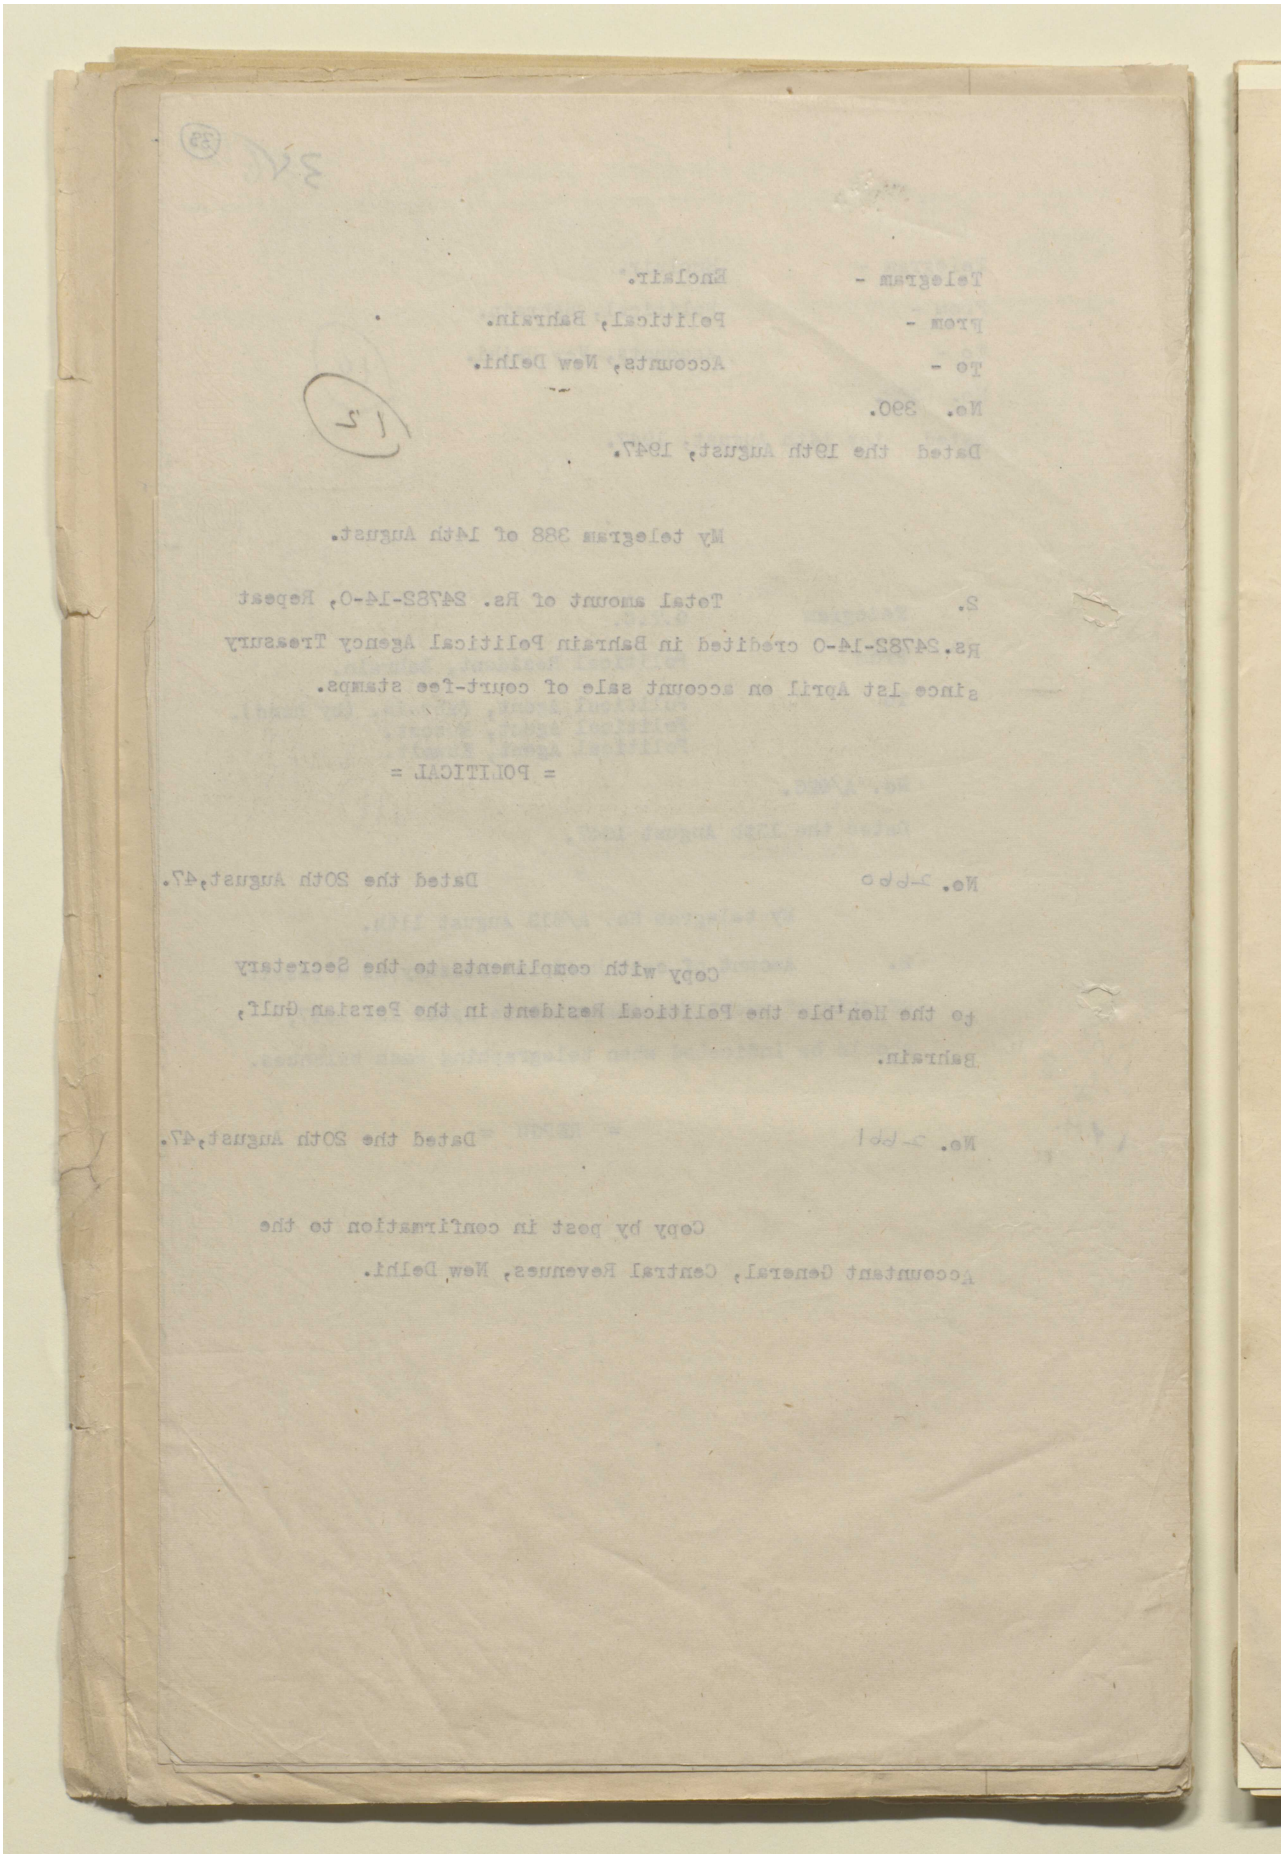 33
Telegram - Enclair.
From - Political, Bahrain.
To - Accounts, New Delhi.
No. 390.
12
Dated the 19th August, 1947.
My telegram 388 of 14th August.
2. Total amount of Rs. 24782-14-0, Repeat
Rs.24782-14-0 credited in Bahrain Political Agency Treasury
since 1st April on account sale of court-fee stamps.
= POLITICAL =
No. 2660 Dated the 20th August,47.
Copy with compliments to the Secretary
to the Hon'ble the Political Resident in the Persian Gulf,
Bahrain.
No. 2661 Dated the 20th August,47.
Copy by post in confirmation to the
Accountant General, Central Revenues, New Delhi.